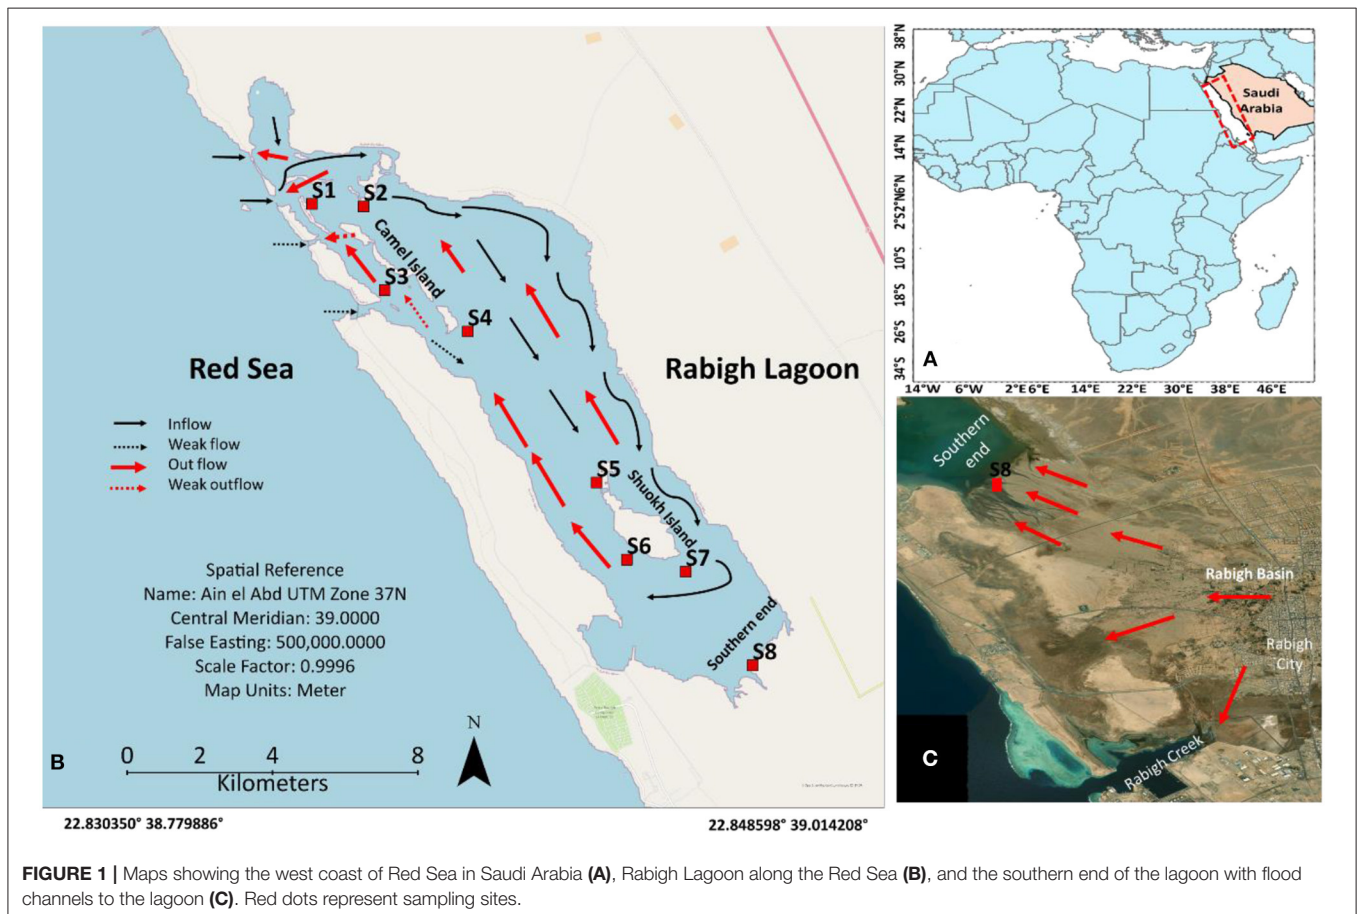 S1
S2
Camel Island
S3
S4
Red Sea
Rabigh Lagoon
Inflow
Weak flow
Out flow
Weak outflow
S5
Shuokh Island
S6
S7
Southern end
S8
Spatial Reference
Name: Ain el Abd UTM Zone 37N
Central Meridian: 39.0000
False Easting: 500,000.0000
Scale Factor: 0.9996
Map Units: Meter
N
0 2 4 8
Kilometers
B
22.830350° 38.779886°
22.848598° 39.014208°
38°N
30°N
22°N
14°N
2°52°N6°N
10°S
18°S
26°S
34°S
Saudi
Arabia
A
14°W 6°W 2°E6°E 14°E 22°E 30°E 38°E 46°E
Southern
end
S8
Rabigh Basin
Rabigh
City
Rabigh Creek
C
FIGURE 1 | Maps showing the west coast of Red Sea in Saudi Arabia (A), Rabigh Lagoon along the Red Sea (B), and the southern end of the lagoon with flood
channels to the lagoon (C). Red dots represent sampling sites.